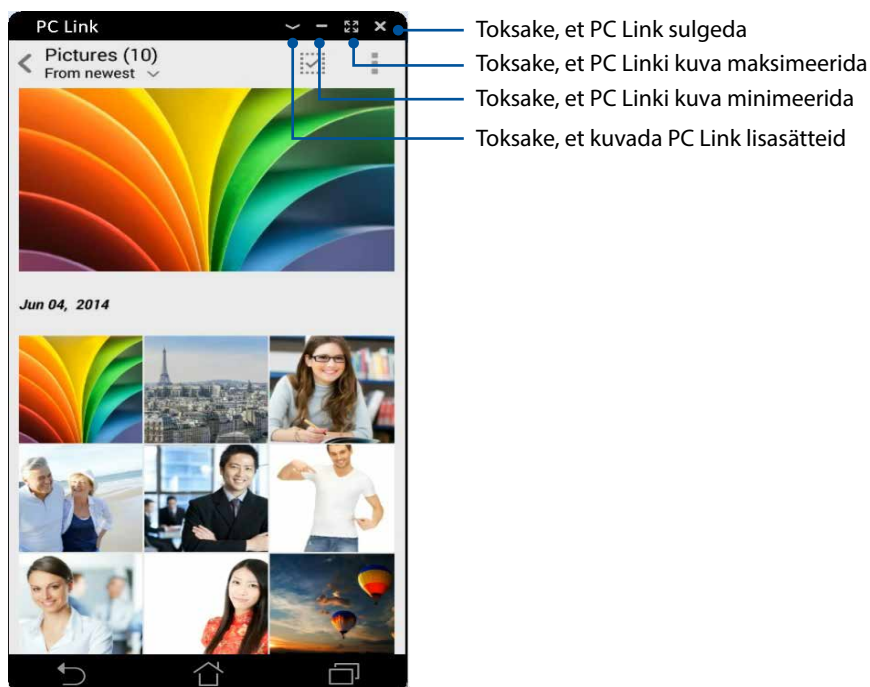 PC Link
Toksake, et PC Link sulgeda
Pictures (10)
From newest
Toksake, et PC Linki kuva maksimeerida
Toksake, et PC Linki kuva minimeerida
Toksake, et kuvada PC Link lisasätteid
Jun 04, 2014